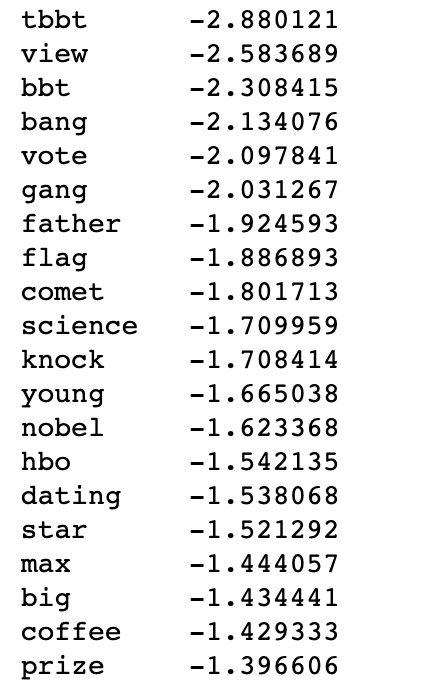 tbbt -2.880121
view -2.583689
bbt -2.308415
bang -2.134076
vote -2.097841
gang -2.031267
father -1.924593
flag -1.886893
comet -1.801713
science -1.709959
knock -1.708414
young -1.665038
nobel -1.623368
hbo -1.542135
dating -1.538068
star -1.521292
max -1.444057
big -1.434441
coffee -1.429333
prize -1.396606